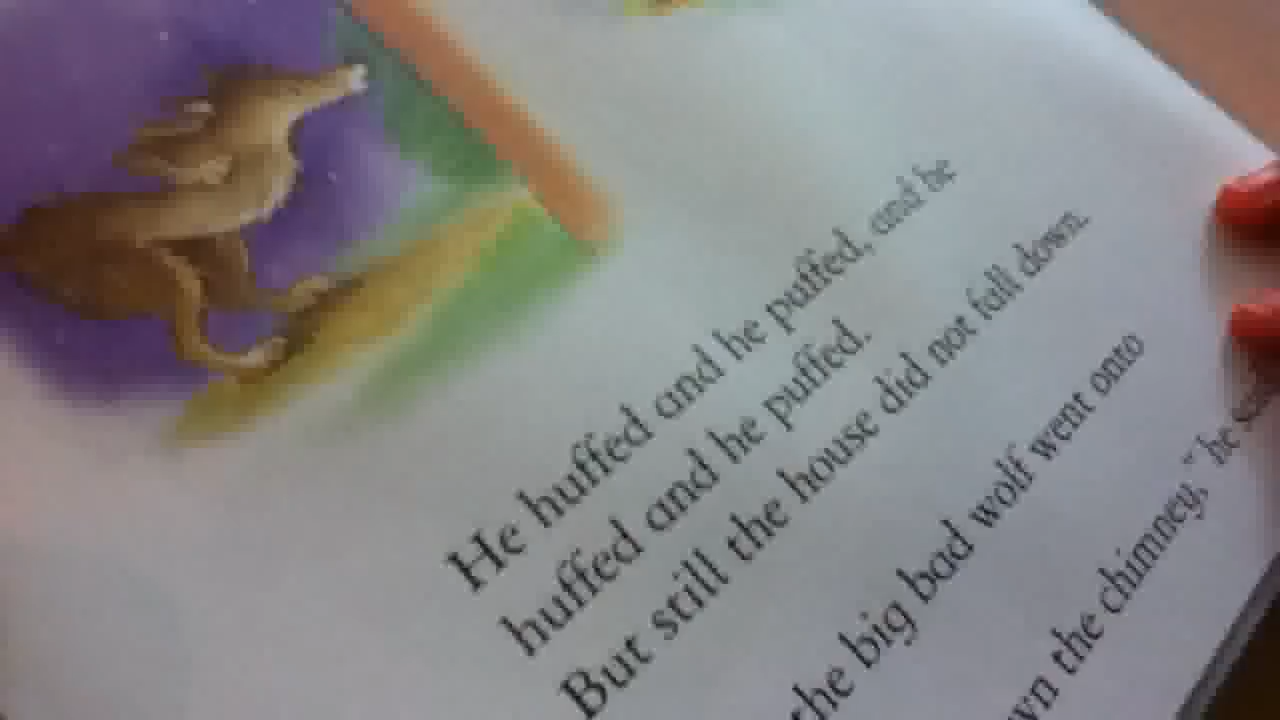 He huffed and he puffed, and he
huffed and he puffed.
But still the house did not fall down.
the big bad wolf went onto
the chimney," he